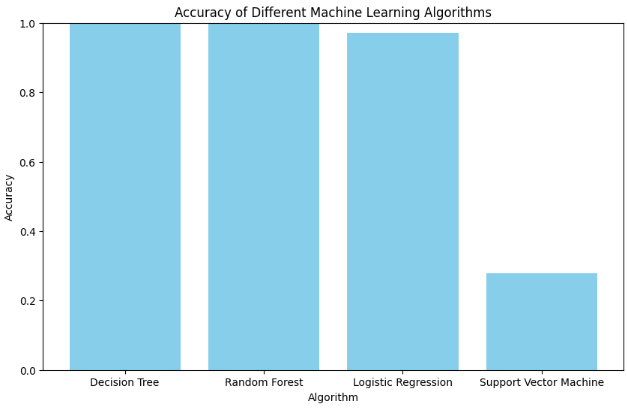 Accuracy of Different Machine Learning Algorithms
1.0
0.8
0.6
0.4
0.2
0.0
Accuracy
Decision Tree
Random Forest
Logistic Regression
Support Vector Machine
Algorithm